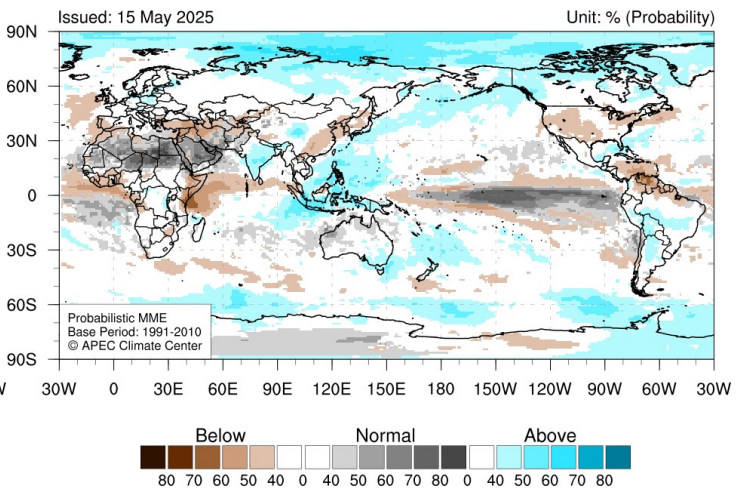 Issued: 15 May 2025 Unit: % (Probability)
90N
60N
30N
0
30S
60S
90S
Probabilistic MME
Base Period: 1991-2010
© APEC Climate Center
W 30W 0 30E 60E 90E 120E 150E 180 150W 120W 90W 60W 30W
Below Normal Above
80 70 60 50 40 0 40 50 60 70 80 0 40 50 60 70 80